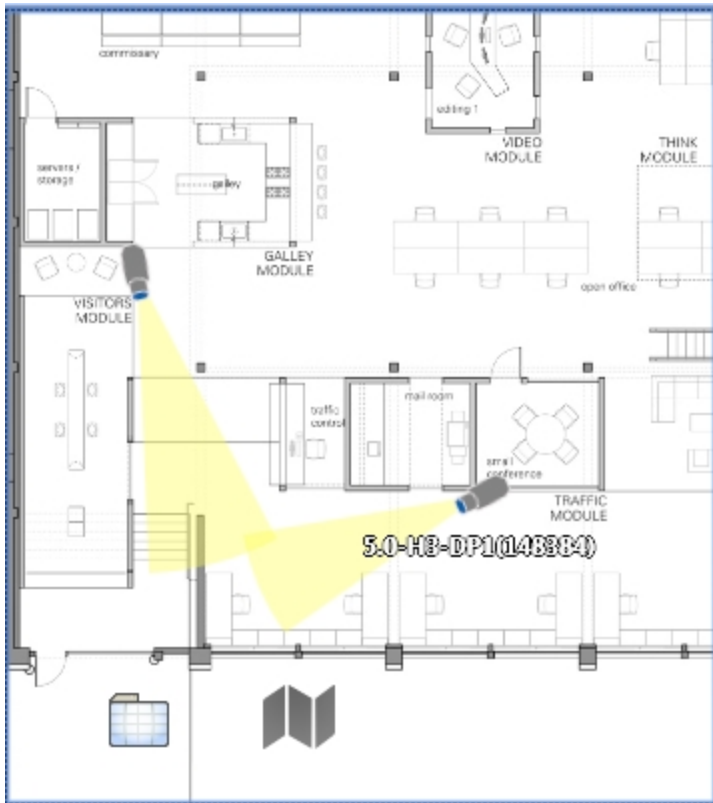 commissary
editing 1
VIDEO
MODULE
THINK
MODULE
servers /
storage
galley
GALLEY
MODULE
open office
VISITORS
MODULE
mail room
traffic
control
small
conference
TRAFFIC
MODULE
5.0-H3-DP1(148384)